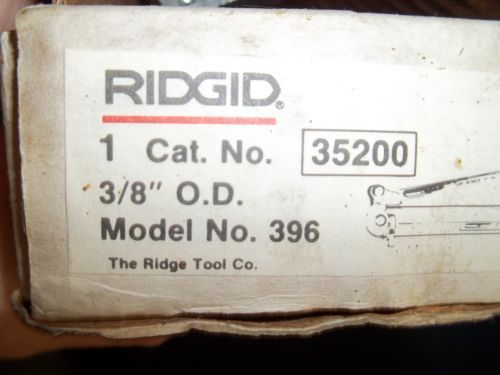 RIDGID®
1 Cat. No. 35200
3/8" O.D.
Model No. 396
The Ridge Tool Co.